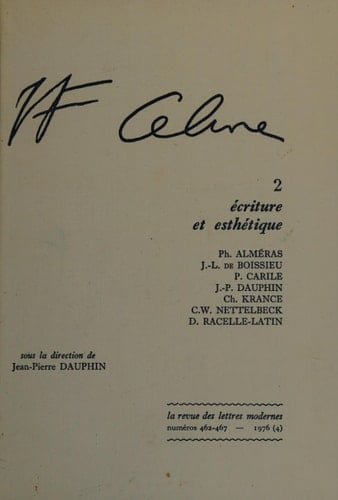 LF Celine
2
écriture
et esthétique
Ph. ALMÉRAS
J.-L. DE BOISSIEU
P. CARILE
J.-P. DAUPHIN
Ch. KRANCE
C.W. NETTELBECK
D. RACELLE-LATIN
sous la direction de
Jean-Pierre DAUPHIN
la revue des lettres modernes
numéros 462-467 — 1976 (4)